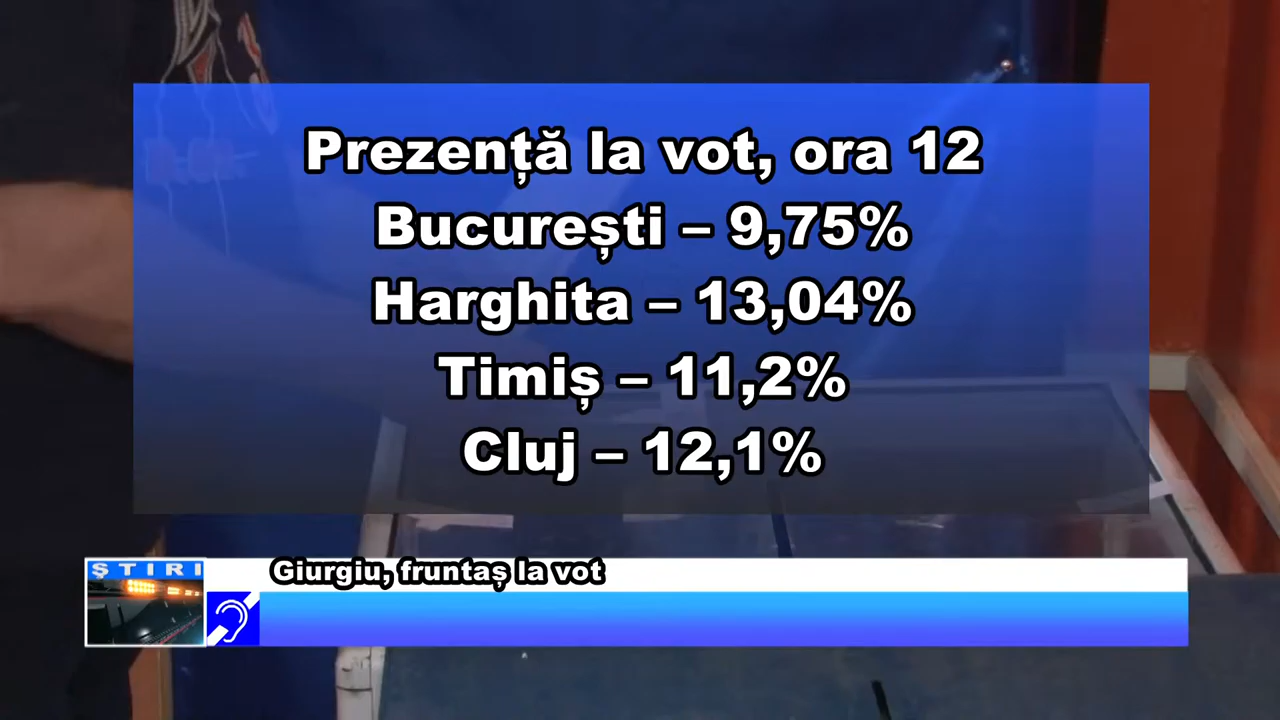 Prezență la vot, ora 12
București – 9,75%
Harghita – 13,04%
Timiș – 11,2%
Cluj – 12,1%
ȘTIRI
Giurgiu, fruntaș la vot